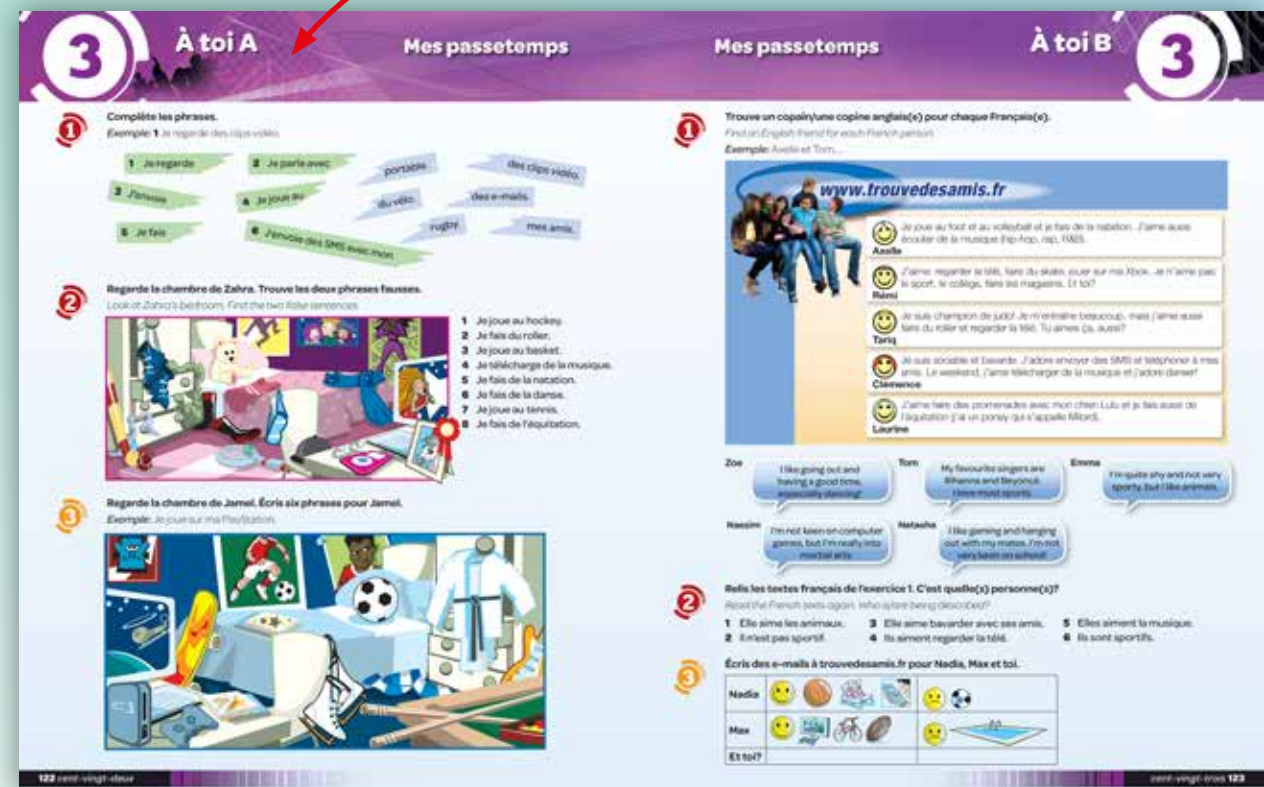 3
À toi A
Mes passetemps
1
Complète les phrases.
Exemple: 1 Je regarde des clips vidéo.
1 Je regarde
2 Je parle avec
portable.
des clips vidéo.
3 J'envoie
4 Je joue au
du vélo.
des e-mails.
5 Je fais
6 J'envoie des SMS avec mon
rugby.
mes amis.
2
Regarde la chambre de Zahra. Trouve les deux phrases fausses.
Look at Zahra's bedroom. Find the two false sentences.
1 Je joue au hockey.
2 Je fais du roller.
3 Je joue au basket.
4 Je télécharge de la musique.
5 Je fais de la natation.
6 Je fais de la danse.
7 Je joue au tennis.
8 Je fais de l'équitation.
3
Regarde la chambre de Jamel. Écris six phrases pour Jamel.
Exemple: Je joue sur ma PlayStation.
122 cent-vingt-deux
Mes passetemps
À toi B
3
1
Trouve un copain/une copine anglais(e) pour chaque Français(e).
Find an English friend for each French person.
Exemple: Axelle et Tom, ...
www.trouvedesamis.fr
Je joue au foot et au volleyball et je fais de la natation. J'aime aussi
écouter de la musique (hip-hop, rap, R&B).
Axelle
J'aime regarder la télé, faire du skate, jouer sur ma Xbox. Je n'aime pas
le sport, le collège, faire les magasins. Et toi?
Rémi
Je suis champion de judo! Je m'entraîne beaucoup, mais j'aime aussi
faire du roller et regarder la télé. Tu aimes ça, aussi?
Tariq
Je suis sociable et bavarde. J'adore envoyer des SMS et téléphoner à mes
amis. Le weekend, j'aime télécharger de la musique et j'adore danser!
Clémence
J'aime faire des promenades avec mon chien Lulu et je fais aussi de
l'équitation (j'ai un poney qui s'appelle Milord).
Laurine
Zoe
I like going out and
having a good time,
especially dancing!
Tom
My favourite singers are
Rihanna and Beyoncé.
I love most sports.
Emma
I'm quite shy and not very
sporty, but I like animals.
Nassim
I'm not keen on computer
games, but I'm really into
martial arts.
Natasha
I like gaming and hanging
out with my mates. I'm not
very keen on school!
2
Relis les textes français de l'exercice 1. C'est quelle(s) personne(s)?
Read the French texts again. Who is/are being described?
1 Elle aime les animaux.
2 Il n'est pas sportif.
3 Elle aime bavarder avec ses amis.
4 Ils aiment regarder la télé.
5 Elles aiment la musique.
6 Ils sont sportifs.
3
Écris des e-mails à trouvedesamis.fr pour Nadia, Max et toi.
Nadia
Max
Et toi?
cent-vingt-trois 123